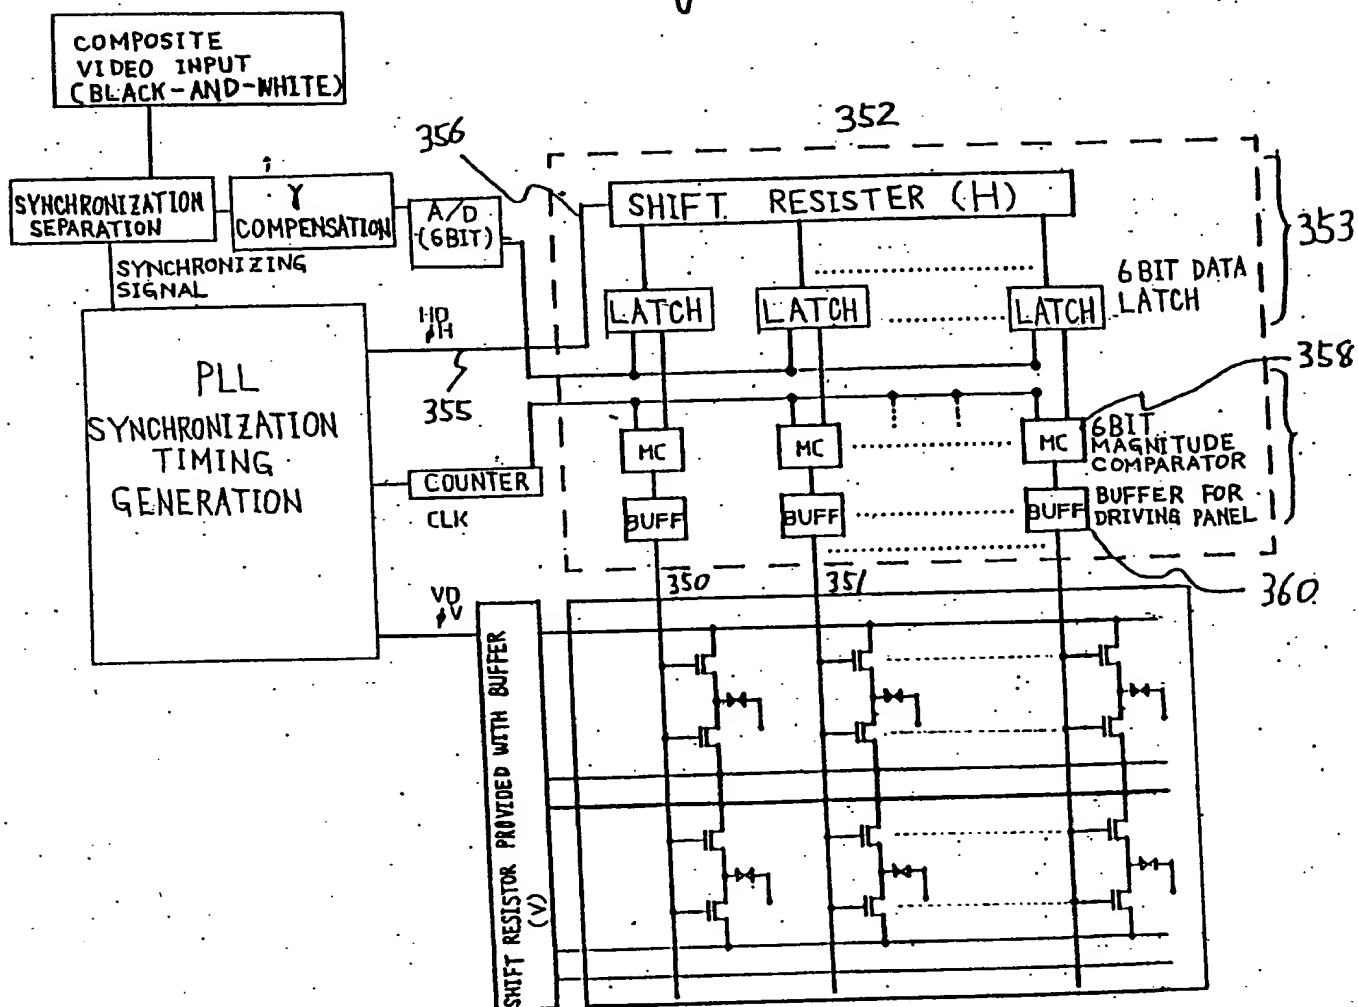 COMPOSITE
VIDEO INPUT
(BLACK-AND-WHITE)
352
356
SYNCHRONIZATION
SEPARATION
γ
COMPENSATION
A/D
(6BIT)
SHIFT RESISTER (H)
353
SYNCHRONIZING
SIGNAL
6BIT DATA
LATCH
LATCH
LATCH
LATCH
HD
φH
355
358
PLL
SYNCHRONIZATION
TIMING
GENERATION
MC
MC
MC
6BIT
MAGNITUDE
COMPARATOR
COUNTER
CLK
BUFF
BUFF
BUFF
BUFFER FOR
DRIVING PANEL
350
351
360
VD
φV
SHIFT RESISTOR PROVIDED WITH BUFFER
(V)